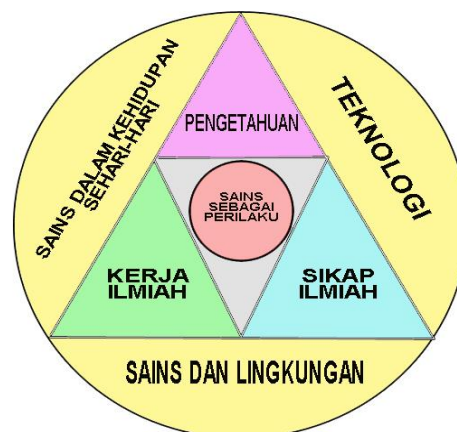 SAINS DALAM KEHIDUPAN
SEHARI-HARI
TEKNOLOGI
PENGETAHUAN
SAINS
SEBAGAI
PERILAKU
KERJA
ILMIAH
SIKAP
ILMIAH
SAINS DAN LINGKUNGAN